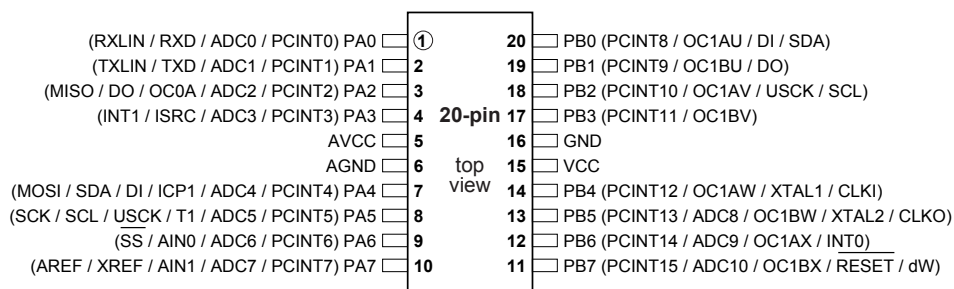 (RXLIN / RXD / ADC0 / PCINT0) PA0 1 20 PB0 (PCINT8 / OC1AU / DI / SDA)
(TXLIN / TXD / ADC1 / PCINT1) PA1 2 19 PB1 (PCINT9 / OC1BU / DO)
(MISO / DO / OC0A / ADC2 / PCINT2) PA2 3 18 PB2 (PCINT10 / OC1AV / USCK / SCL)
(INT1 / ISRC / ADC3 / PCINT3) PA3 4 20-pin 17 PB3 (PCINT11 / OC1BV)
AVCC 5 16 GND
AGND 6 top view 15 VCC
(MOSI / SDA / DI / ICP1 / ADC4 / PCINT4) PA4 7 14 PB4 (PCINT12 / OC1AW / XTAL1 / CLKI)
(SCK / SCL / USCK / T1 / ADC5 / PCINT5) PA5 8 13 PB5 (PCINT13 / ADC8 / OC1BW / XTAL2 / CLKO)
(SS / AIN0 / ADC6 / PCINT6) PA6 9 12 PB6 (PCINT14 / ADC9 / OC1AX / INT0)
(AREF / XREF / AIN1 / ADC7 / PCINT7) PA7 10 11 PB7 (PCINT15 / ADC10 / OC1BX / RESET / dW)